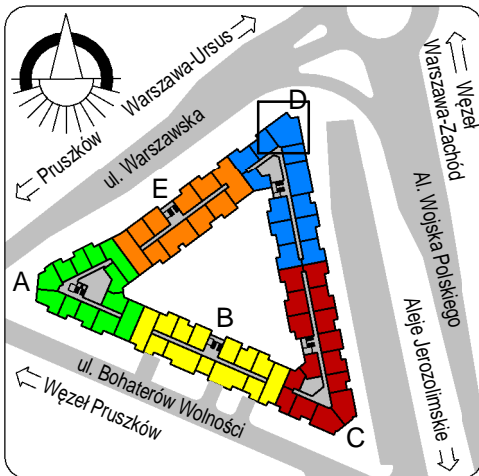 Warszawa-Ursus
Pruszków
ul. Warszawska
Węzeł
Warszawa-Zachód
D
E
A
B
C
Al. Wojska Polskiego
Aleje Jerozolimskie
ul. Bohaterów Wolności
Węzeł Pruszków